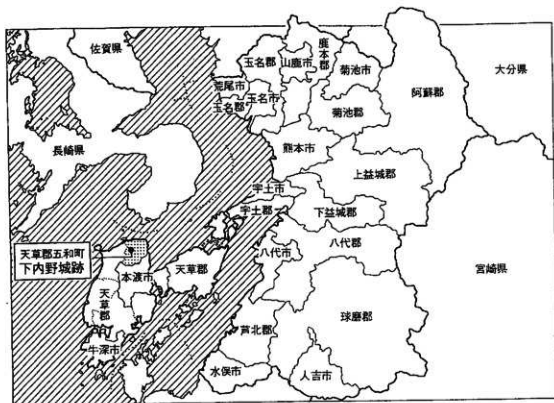 佐賀県
長崎県
玉名郡
山鹿市
鹿本郡
菊池市
阿蘇郡
大分県
荒尾市
玉名市
玉名郡
菊池郡
熊本市
上益城郡
宇土市
宇土郡
下益城郡
八代郡
八代市
宮崎県
天草郡五和町
下内野城跡
本渡市
天草郡
天草郡
牛深市
芦北郡
球磨郡
水俣市
人吉市